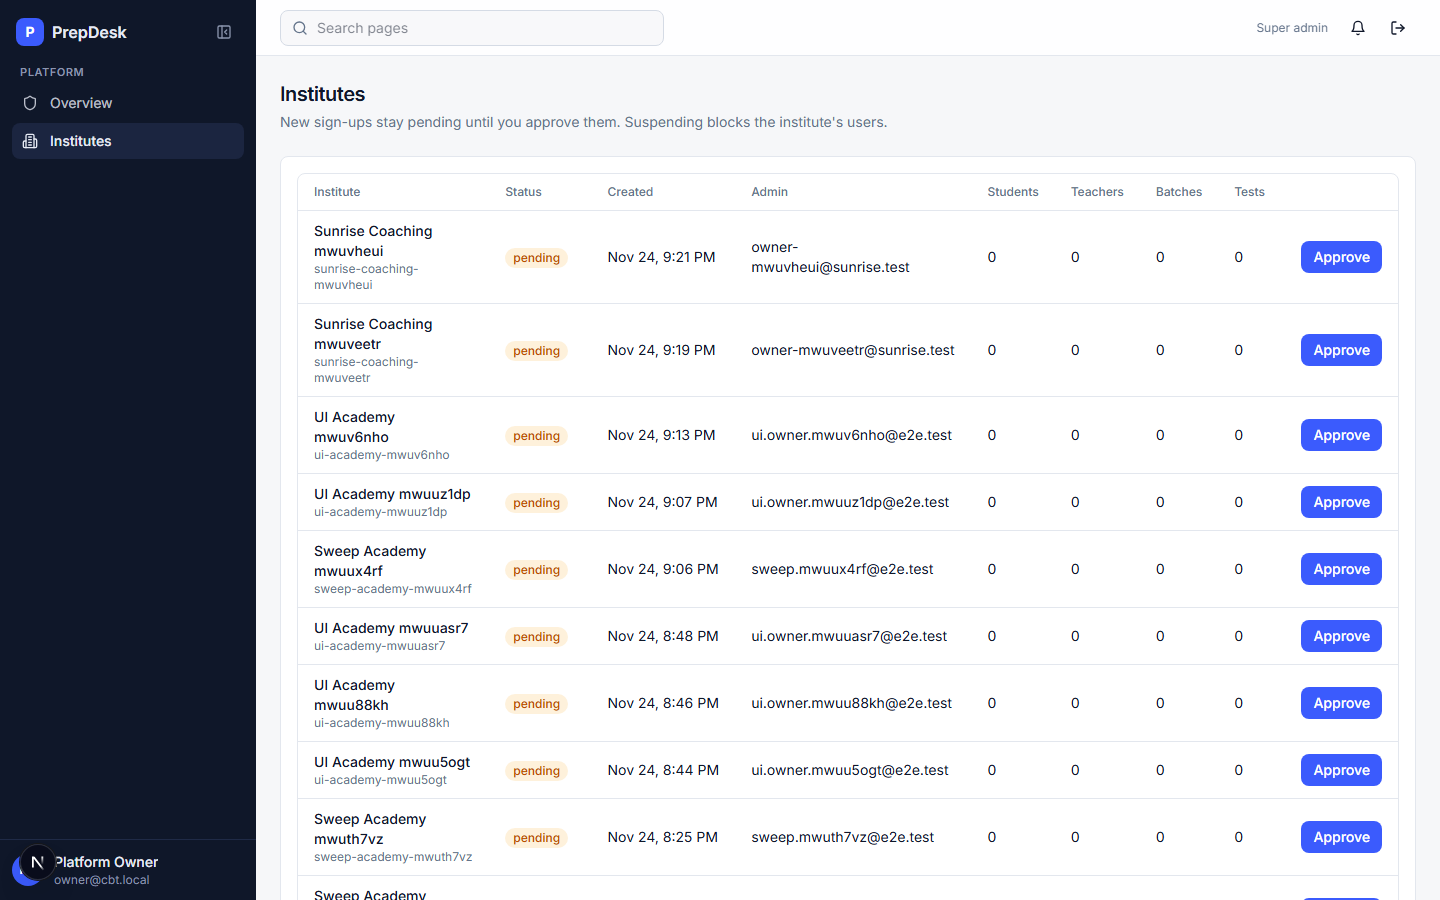 P PrepDesk
Search pages
Super admin
PLATFORM
Overview
Institutes
Institutes
New sign-ups stay pending until you approve them. Suspending blocks the institute's users.
Institute Status Created Admin Students Teachers Batches Tests
Sunrise Coaching
mwuvheui
sunrise-coaching-
mwuvheui
pending Nov 24, 9:21 PM
owner-
mwuvheui@sunrise.test
0 0 0 0 Approve
Sunrise Coaching
mwuveetr
sunrise-coaching-
mwuveetr
pending Nov 24, 9:19 PM owner-mwuveetr@sunrise.test 0 0 0 0 Approve
UI Academy
mwuv6nho
ui-academy-mwuv6nho
pending Nov 24, 9:13 PM ui.owner.mwuv6nho@e2e.test 0 0 0 0 Approve
UI Academy mwuuz1dp
ui-academy-mwuuz1dp
pending Nov 24, 9:07 PM ui.owner.mwuuz1dp@e2e.test 0 0 0 0 Approve
Sweep Academy
mwuux4rf
sweep-academy-mwuux4rf
pending Nov 24, 9:06 PM sweep.mwuux4rf@e2e.test 0 0 0 0 Approve
UI Academy mwuuasr7
ui-academy-mwuuasr7
pending Nov 24, 8:48 PM ui.owner.mwuuasr7@e2e.test 0 0 0 0 Approve
UI Academy
mwuu88kh
ui-academy-mwuu88kh
pending Nov 24, 8:46 PM ui.owner.mwuu88kh@e2e.test 0 0 0 0 Approve
UI Academy mwuu5ogt
ui-academy-mwuu5ogt
pending Nov 24, 8:44 PM ui.owner.mwuu5ogt@e2e.test 0 0 0 0 Approve
Sweep Academy
mwuth7vz
sweep-academy-mwuth7vz
pending Nov 24, 8:25 PM sweep.mwuth7vz@e2e.test 0 0 0 0 Approve
Sweep Academy
N Platform Owner
owner@cbt.local